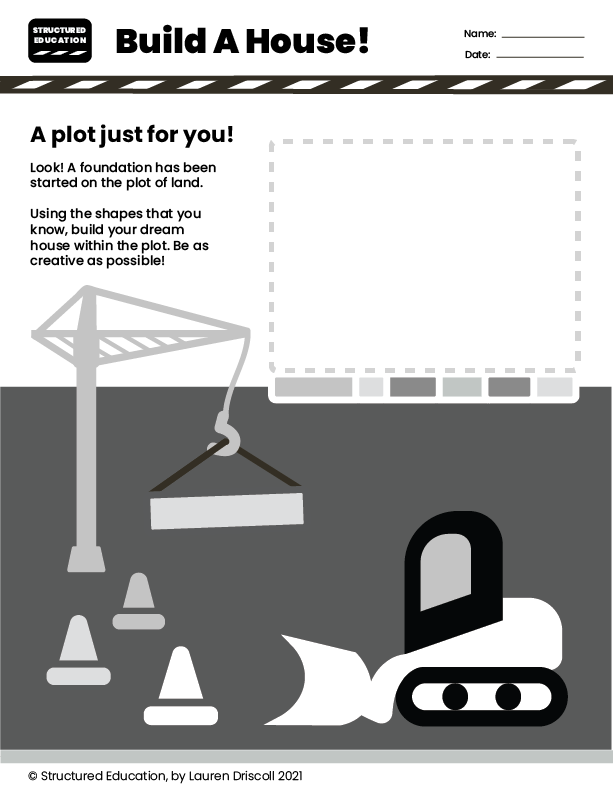 STRUCTURED
EDUCATION
Build A House!
Name:
Date:
A plot just for you!
Look! A foundation has been
started on the plot of land.
Using the shapes that you
know, build your dream
house within the plot. Be as
creative as possible!
© Structured Education, by Lauren Driscoll 2021